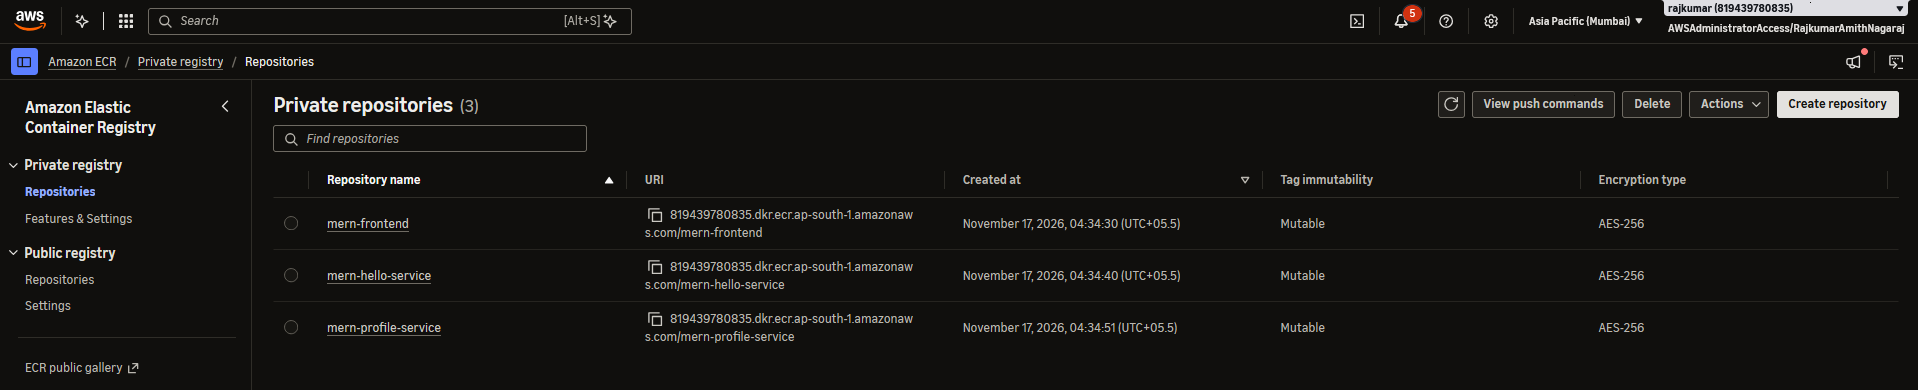 aws
Search
[Alt+S]
5
Asia Pacific (Mumbai)
rajkumar (819439780835)
AWSAdministratorAccess/RajkumarAmithNagaraj
Amazon ECR / Private registry / Repositories
Amazon Elastic
Container Registry
Private registry
Repositories
Features & Settings
Public registry
Repositories
Settings
ECR public gallery
Private repositories (3)
View push commands
Delete
Actions
Create repository
Find repositories
Repository name URI Created at Tag immutability Encryption type
mern-frontend 819439780835.dkr.ecr.ap-south-1.amazonaw
s.com/mern-frontend November 17, 2026, 04:34:30 (UTC+05.5) Mutable AES-256
mern-hello-service 819439780835.dkr.ecr.ap-south-1.amazonaw
s.com/mern-hello-service November 17, 2026, 04:34:40 (UTC+05.5) Mutable AES-256
mern-profile-service 819439780835.dkr.ecr.ap-south-1.amazonaw
s.com/mern-profile-service November 17, 2026, 04:34:51 (UTC+05.5) Mutable AES-256